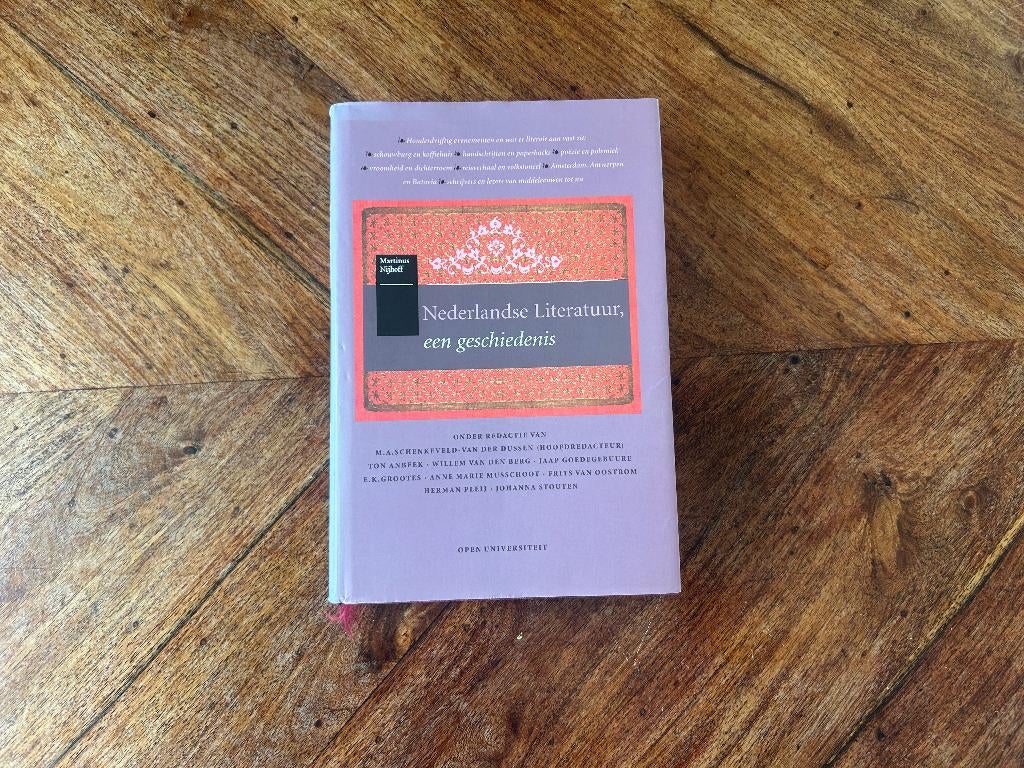 ❧ Honderdvijftig evenementen en wat er literair aan vast zit:
❧ schouwburg en koffiehuis ❧ handschriften en paperbacks ❧ poëzie en polemiek
❧ vroomheid en dichterroem ❧ reisverhaal en volkstoneel ❧ Amsterdam, Antwerpen
en Batavia ❧ schrijvers en lezers van middeleeuwen tot nu
Martinus
Nijhoff
Nederlandse Literatuur,
een geschiedenis
ONDER REDACTIE VAN
M.A. SCHENKEVELD-VAN DER DUSSEN (HOOFDREDACTEUR)
TON ANBEEK · WILLEM VAN DEN BERG · JAAP GOEDEGEBUURE
E.K. GROOTES · ANNE MARIE MUSSCHOOT · FRITS VAN OOSTROM
HERMAN PLEIJ · JOHANNA STOUTEN
OPEN UNIVERSITEIT